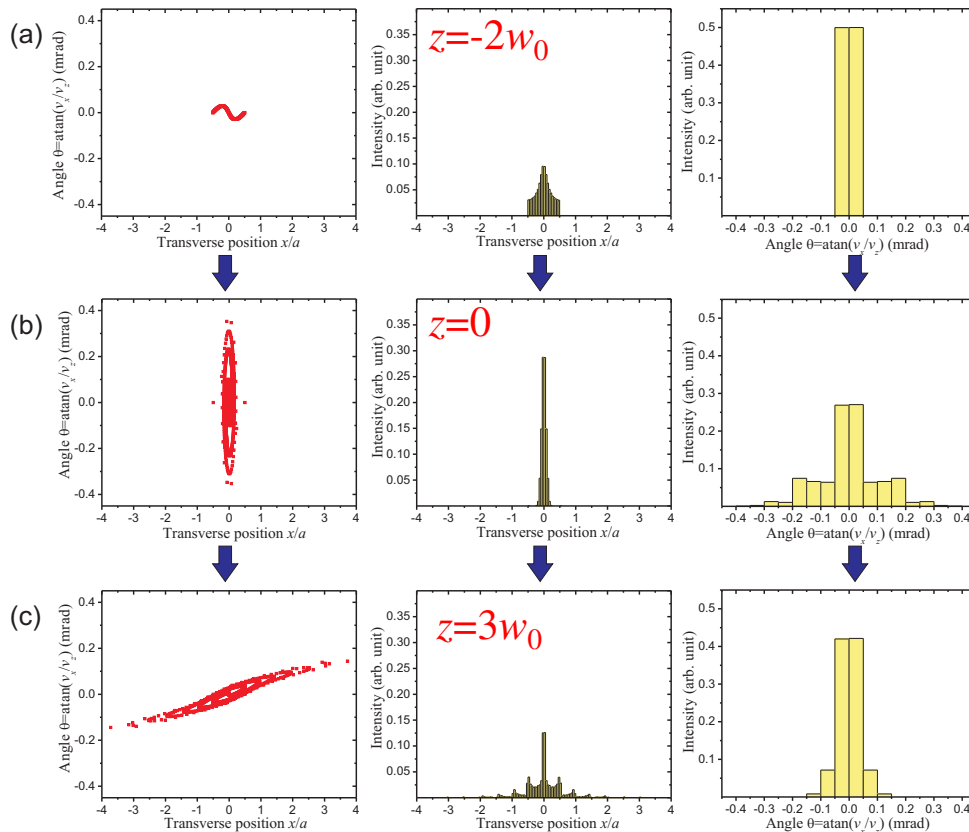 (a)
Angle θ=atan(vx/vz) (mrad)
0.4
0.2
0.0
-0.2
-0.4
-4 -3 -2 -1 0 1 2 3 4
Transverse position x/a
Intensity (arb. unit)
0.35
0.30
0.25
0.20
0.15
0.10
0.05
z=-2w0
-4 -3 -2 -1 0 1 2 3 4
Transverse position x/a
Intensity (arb. unit)
0.5
0.4
0.3
0.2
0.1
-0.4 -0.3 -0.2 -0.1 0.0 0.1 0.2 0.3 0.4
Angle θ=atan(vx/vz) (mrad)
(b)
Angle θ=atan(vx/vz) (mrad)
0.4
0.2
0.0
-0.2
-0.4
-4 -3 -2 -1 0 1 2 3 4
Transverse position x/a
Intensity (arb. unit)
0.35
0.30
0.25
0.20
0.15
0.10
0.05
z=0
-4 -3 -2 -1 0 1 2 3 4
Transverse position x/a
Intensity (arb. unit)
0.5
0.4
0.3
0.2
0.1
-0.4 -0.3 -0.2 -0.1 0.0 0.1 0.2 0.3 0.4
Angle θ=atan(vx/vz) (mrad)
(c)
Angle θ=atan(vx/vz) (mrad)
0.4
0.2
0.0
-0.2
-0.4
-4 -3 -2 -1 0 1 2 3 4
Transverse position x/a
Intensity (arb. unit)
0.35
0.30
0.25
0.20
0.15
0.10
0.05
z=3w0
-4 -3 -2 -1 0 1 2 3 4
Transverse position x/a
Intensity (arb. unit)
0.5
0.4
0.3
0.2
0.1
-0.4 -0.3 -0.2 -0.1 0.0 0.1 0.2 0.3 0.4
Angle θ=atan(vx/vz) (mrad)